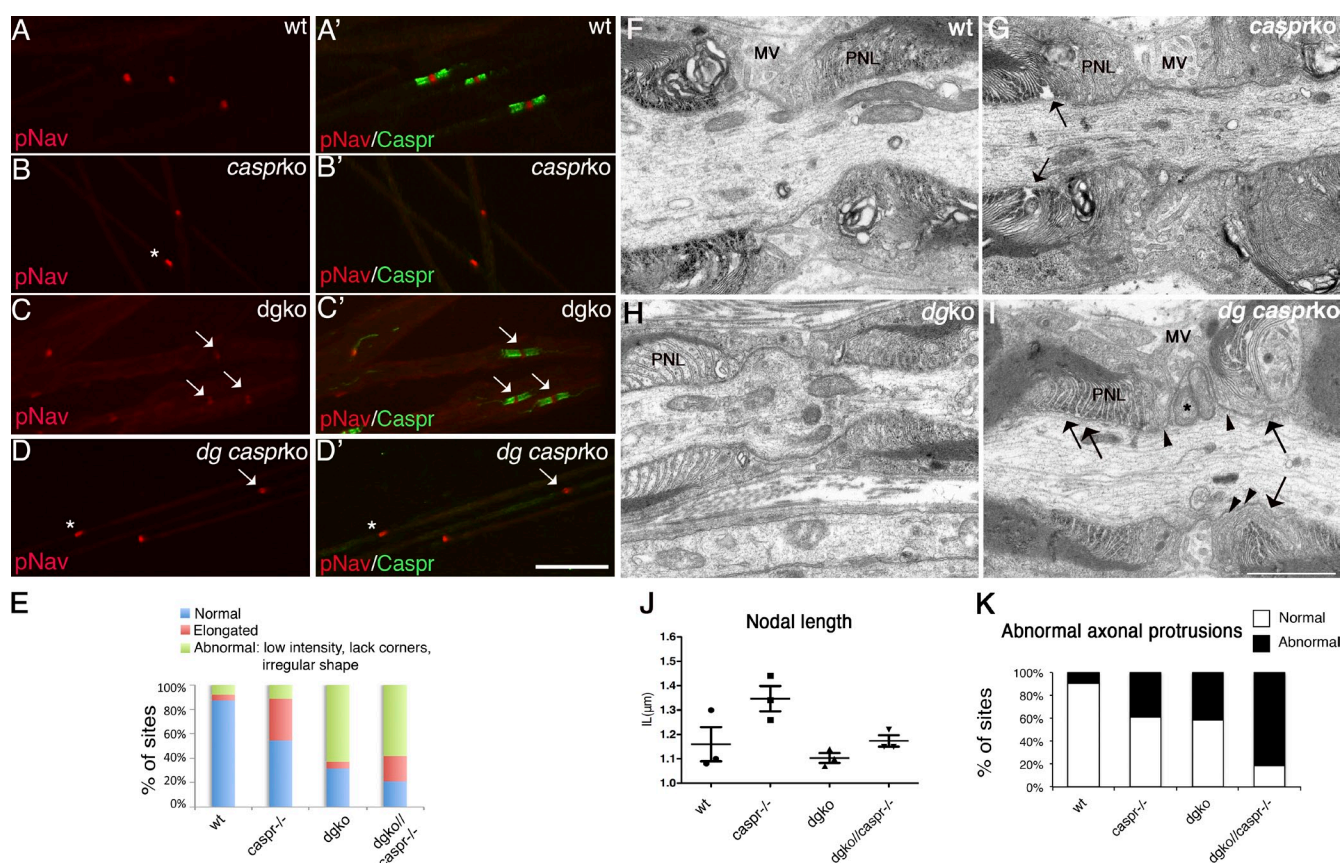 A
wt
pNav
A'
wt
pNav/Caspr
B
casprko
*
pNav
B'
pNav/Caspr
C
dgko
pNav
C'
dgko
pNav/Caspr
D
dg casprko
*
pNav
D'
*
pNav/Caspr
F
wt
MV
PNL
G
casprko
PNL
MV
H
dgko
PNL
I
dg casprko
MV
PNL
*
E
Normal
Elongated
Abnormal: low intensity, lack corners,
irregular shape
% of sites
100%
80%
60%
40%
20%
0%
wt
caspr-/-
dgko
dgko//
caspr-/-
J
Nodal length
IL(µm)
1.6
1.5
1.4
1.3
1.2
1.1
1.0
wt
caspr-/-
dgko
dgko//caspr-/-
K
Abnormal axonal protrusions
Normal
Abnormal
% of sites
100%
80%
60%
40%
20%
0%
wt
caspr-/-
dgko
dgko//caspr-/-